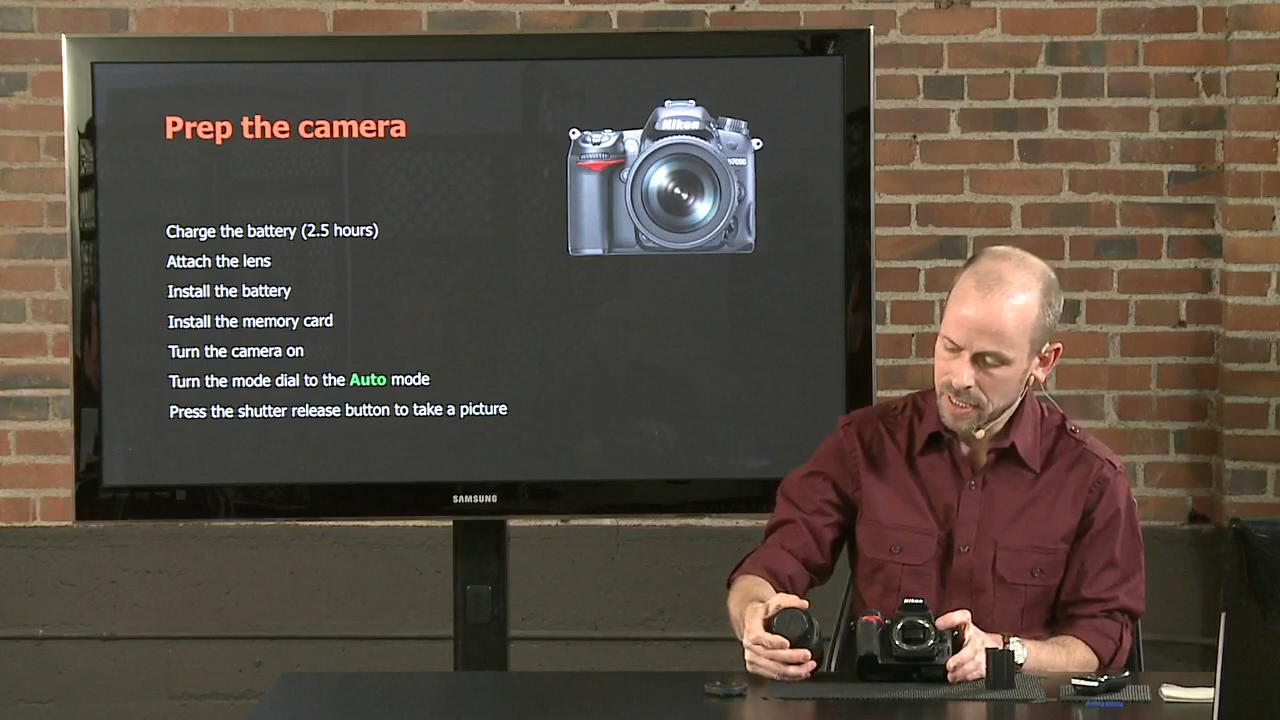 Prep the camera
Nikon
D7000
Charge the battery (2.5 hours)
Attach the lens
Install the battery
Install the memory card
Turn the camera on
Turn the mode dial to the Auto mode
Press the shutter release button to take a picture
SAMSUNG
Nikon